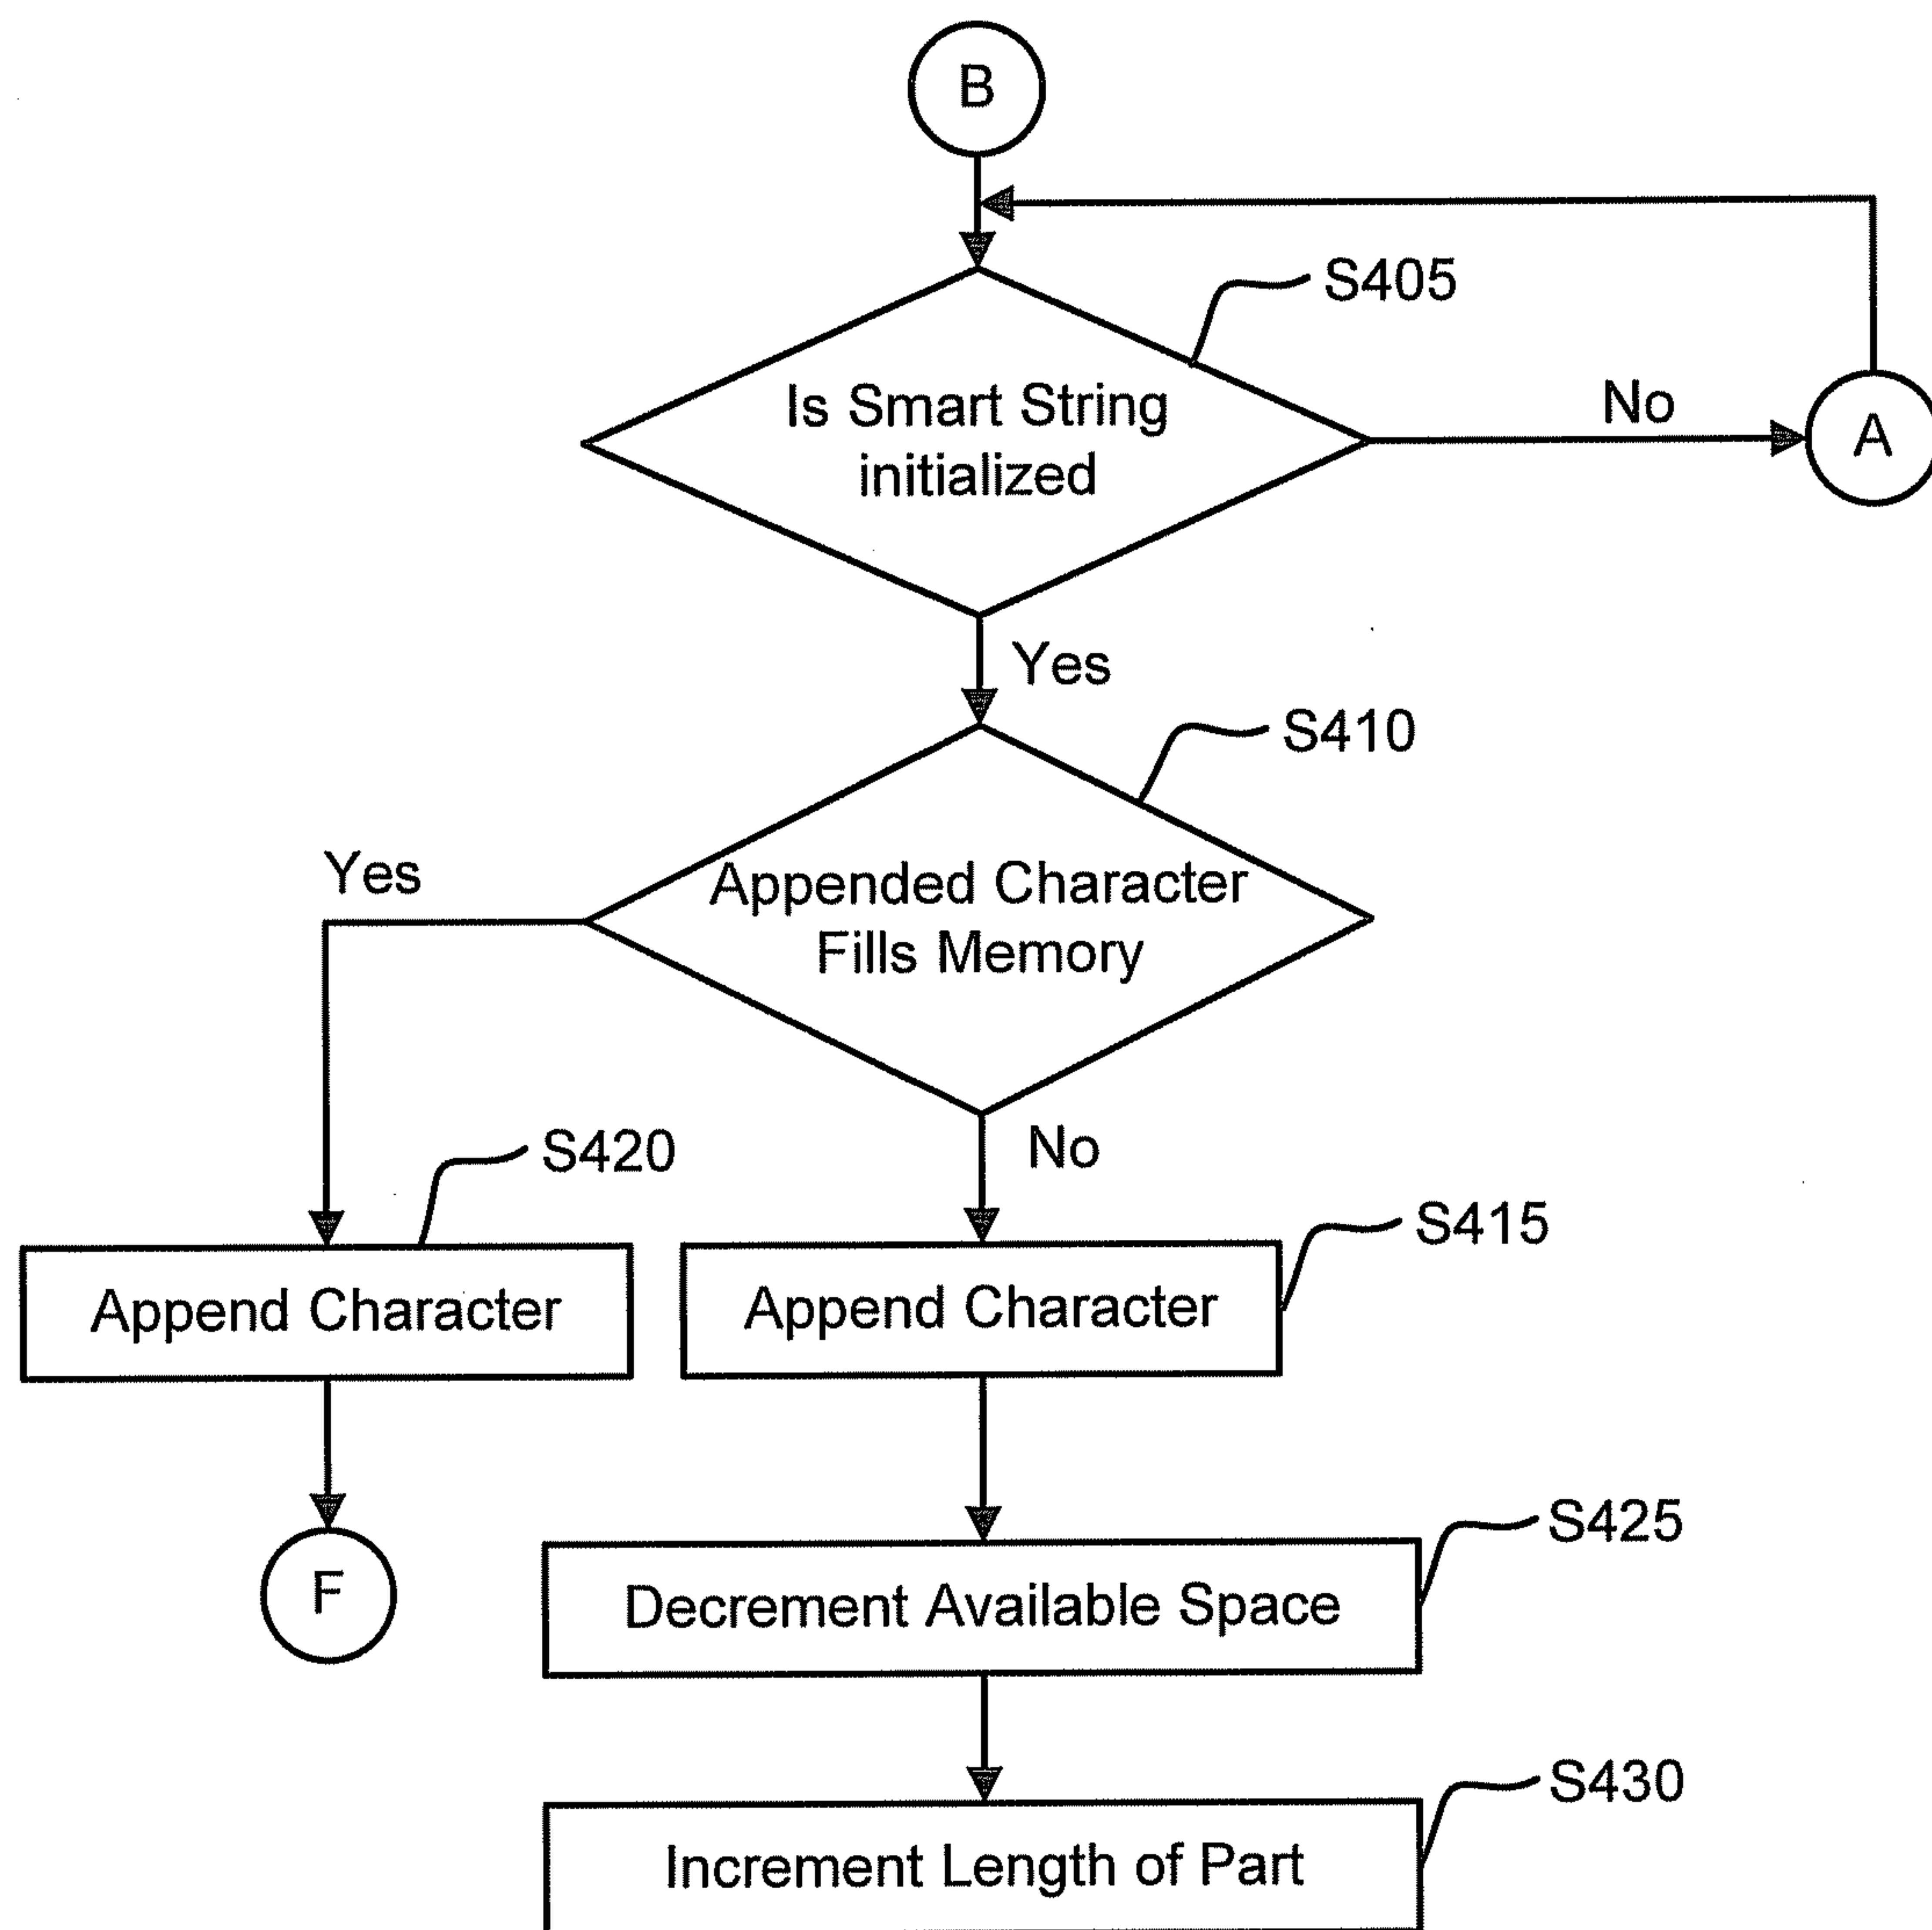 B
S405
Is Smart String
initialized
No
A
Yes
S410
Yes
Appended Character
Fills Memory
S420
No
S415
Append Character
Append Character
F
S425
Decrement Available Space
S430
Increment Length of Part